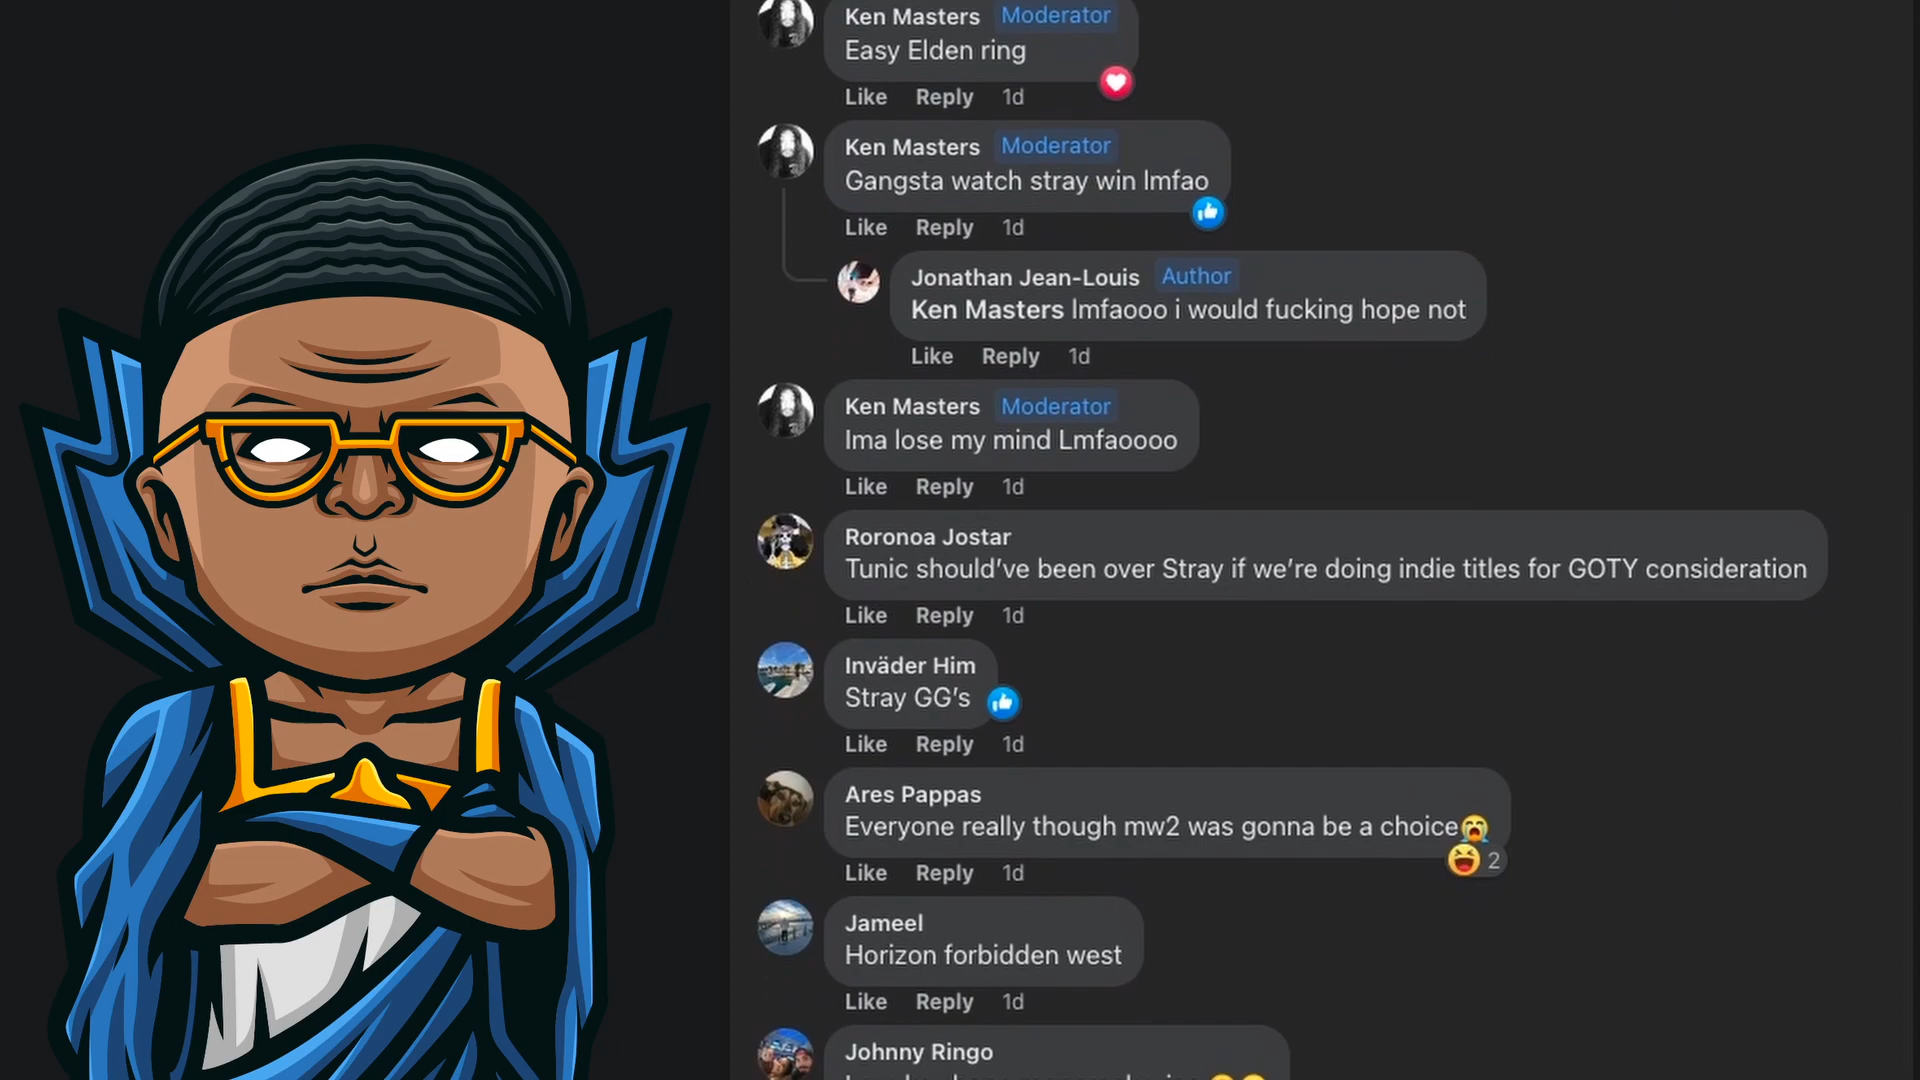 Ken Masters Moderator
Easy Elden ring
Like Reply 1d
Ken Masters Moderator
Gangsta watch stray win lmfao
Like Reply 1d
Jonathan Jean-Louis Author
Ken Masters lmfaooo i would fucking hope not
Like Reply 1d
Ken Masters Moderator
Ima lose my mind Lmfaoooo
Like Reply 1d
Roronoa Jostar
Tunic should’ve been over Stray if we’re doing indie titles for GOTY consideration
Like Reply 1d
Inväder Him
Stray GG’s
Like Reply 1d
Ares Pappas
Everyone really though mw2 was gonna be a choice😭
2
Like Reply 1d
Jameel
Horizon forbidden west
Like Reply 1d
Johnny Ringo